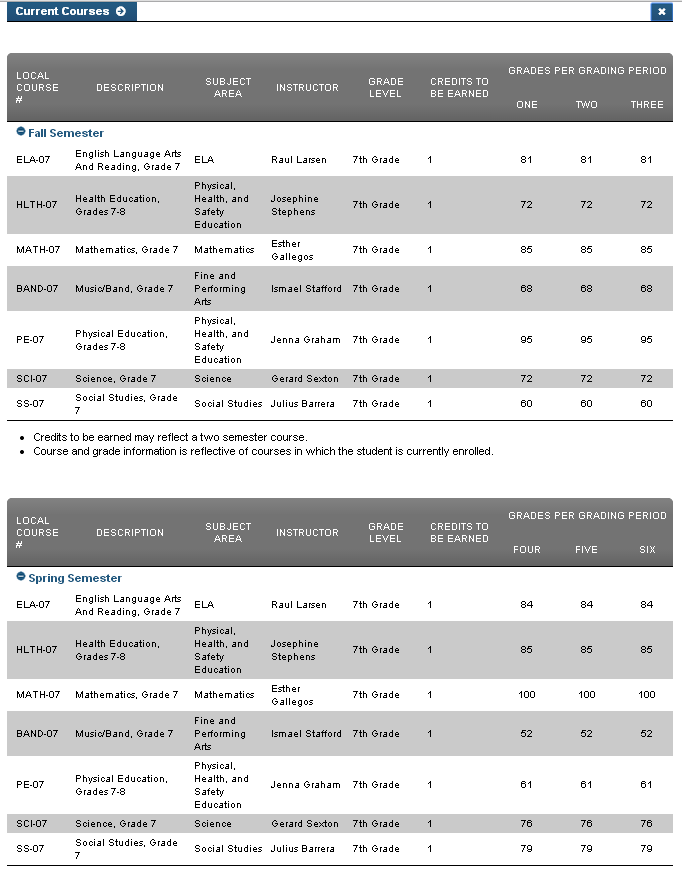 Current Courses
LOCAL COURSE # DESCRIPTION SUBJECT AREA INSTRUCTOR GRADE LEVEL CREDITS TO BE EARNED GRADES PER GRADING PERIOD
ONE TWO THREE
Fall Semester
ELA-07 English Language Arts And Reading, Grade 7 ELA Raul Larsen 7th Grade 1 81 81 81
HLTH-07 Health Education, Grades 7-8 Physical, Health, and Safety Education Josephine Stephens 7th Grade 1 72 72 72
MATH-07 Mathematics, Grade 7 Mathematics Esther Gallegos 7th Grade 1 85 85 85
BAND-07 Music/Band, Grade 7 Fine and Performing Arts Ismael Stafford 7th Grade 1 68 68 68
PE-07 Physical Education, Grades 7-8 Physical, Health, and Safety Education Jenna Graham 7th Grade 1 95 95 95
SCI-07 Science, Grade 7 Science Gerard Sexton 7th Grade 1 72 72 72
SS-07 Social Studies, Grade 7 Social Studies Julius Barrera 7th Grade 1 60 60 60
• Credits to be earned may reflect a two semester course.
• Course and grade information is reflective of courses in which the student is currently enrolled.
LOCAL COURSE # DESCRIPTION SUBJECT AREA INSTRUCTOR GRADE LEVEL CREDITS TO BE EARNED GRADES PER GRADING PERIOD
FOUR FIVE SIX
Spring Semester
ELA-07 English Language Arts And Reading, Grade 7 ELA Raul Larsen 7th Grade 1 84 84 84
HLTH-07 Health Education, Grades 7-8 Physical, Health, and Safety Education Josephine Stephens 7th Grade 1 85 85 85
MATH-07 Mathematics, Grade 7 Mathematics Esther Gallegos 7th Grade 1 100 100 100
BAND-07 Music/Band, Grade 7 Fine and Performing Arts Ismael Stafford 7th Grade 1 52 52 52
PE-07 Physical Education, Grades 7-8 Physical, Health, and Safety Education Jenna Graham 7th Grade 1 61 61 61
SCI-07 Science, Grade 7 Science Gerard Sexton 7th Grade 1 76 76 76
SS-07 Social Studies, Grade 7 Social Studies Julius Barrera 7th Grade 1 79 79 79